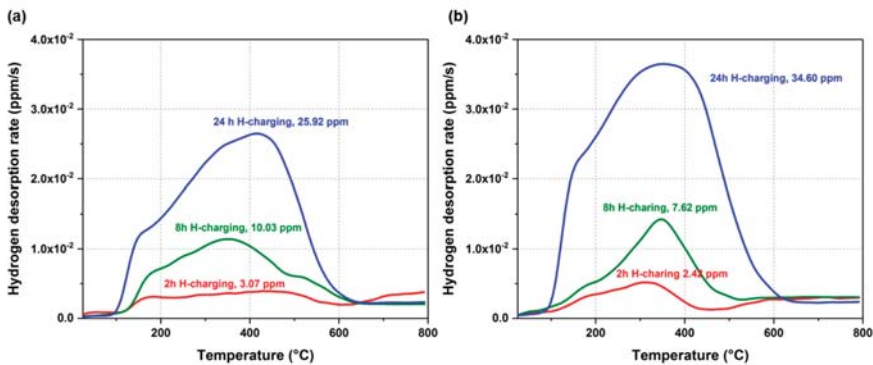 (a)
4.0x10⁻²
3.0x10⁻²
2.0x10⁻²
1.0x10⁻²
0.0
Hydrogen desorption rate (ppm/s)
24 h H-charging, 25.92 ppm
8h H-charging, 10.03 ppm
2h H-charging, 3.07 ppm
200 400 600 800
Temperature (°C)
(b)
4.0x10⁻²
3.0x10⁻²
2.0x10⁻²
1.0x10⁻²
0.0
Hydrogen desorption rate (ppm/s)
24h H-charging, 34.60 ppm
8h H-charing, 7.62 ppm
2h H-charing 2.42 ppm
200 400 600 800
Temperature (°C)